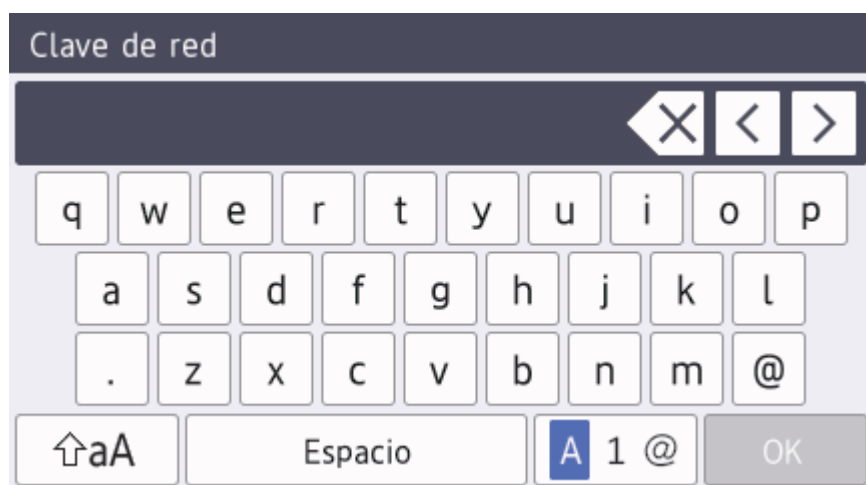 Clave de red
q w e r t y u i o p
a s d f g h j k l
. z x c v b n m @
aA Espacio A 1 @ OK